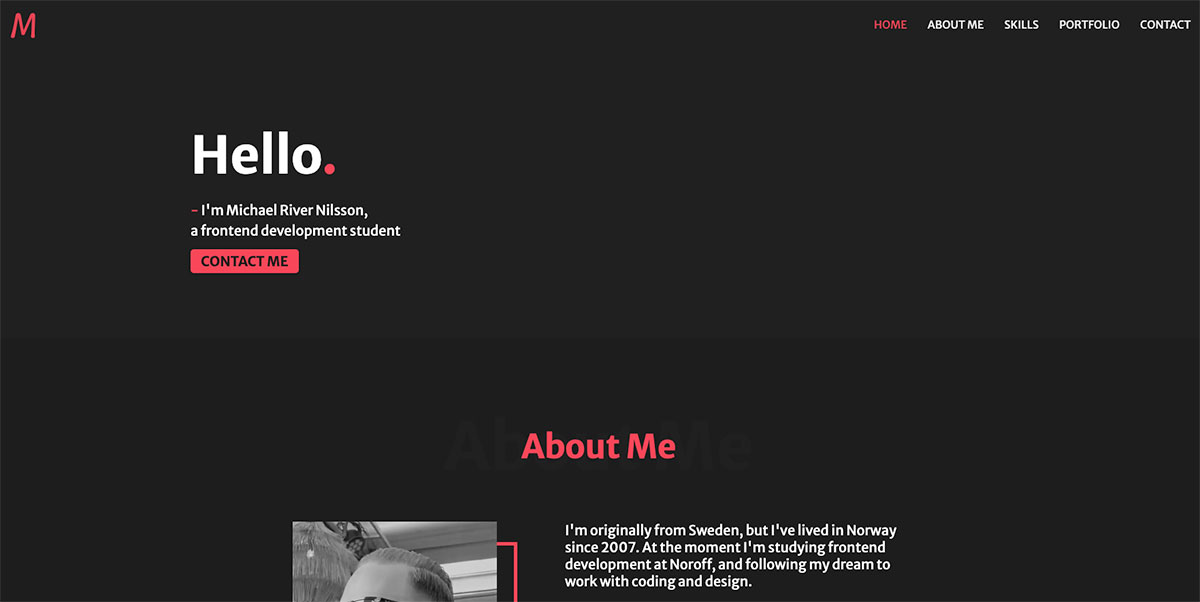 M
HOME ABOUT ME SKILLS PORTFOLIO CONTACT
Hello.
- I'm Michael River Nilsson,
a frontend development student
CONTACT ME
About Me
About Me
I'm originally from Sweden, but I've lived in Norway
since 2007. At the moment I'm studying frontend
development at Noroff, and following my dream to
work with coding and design.